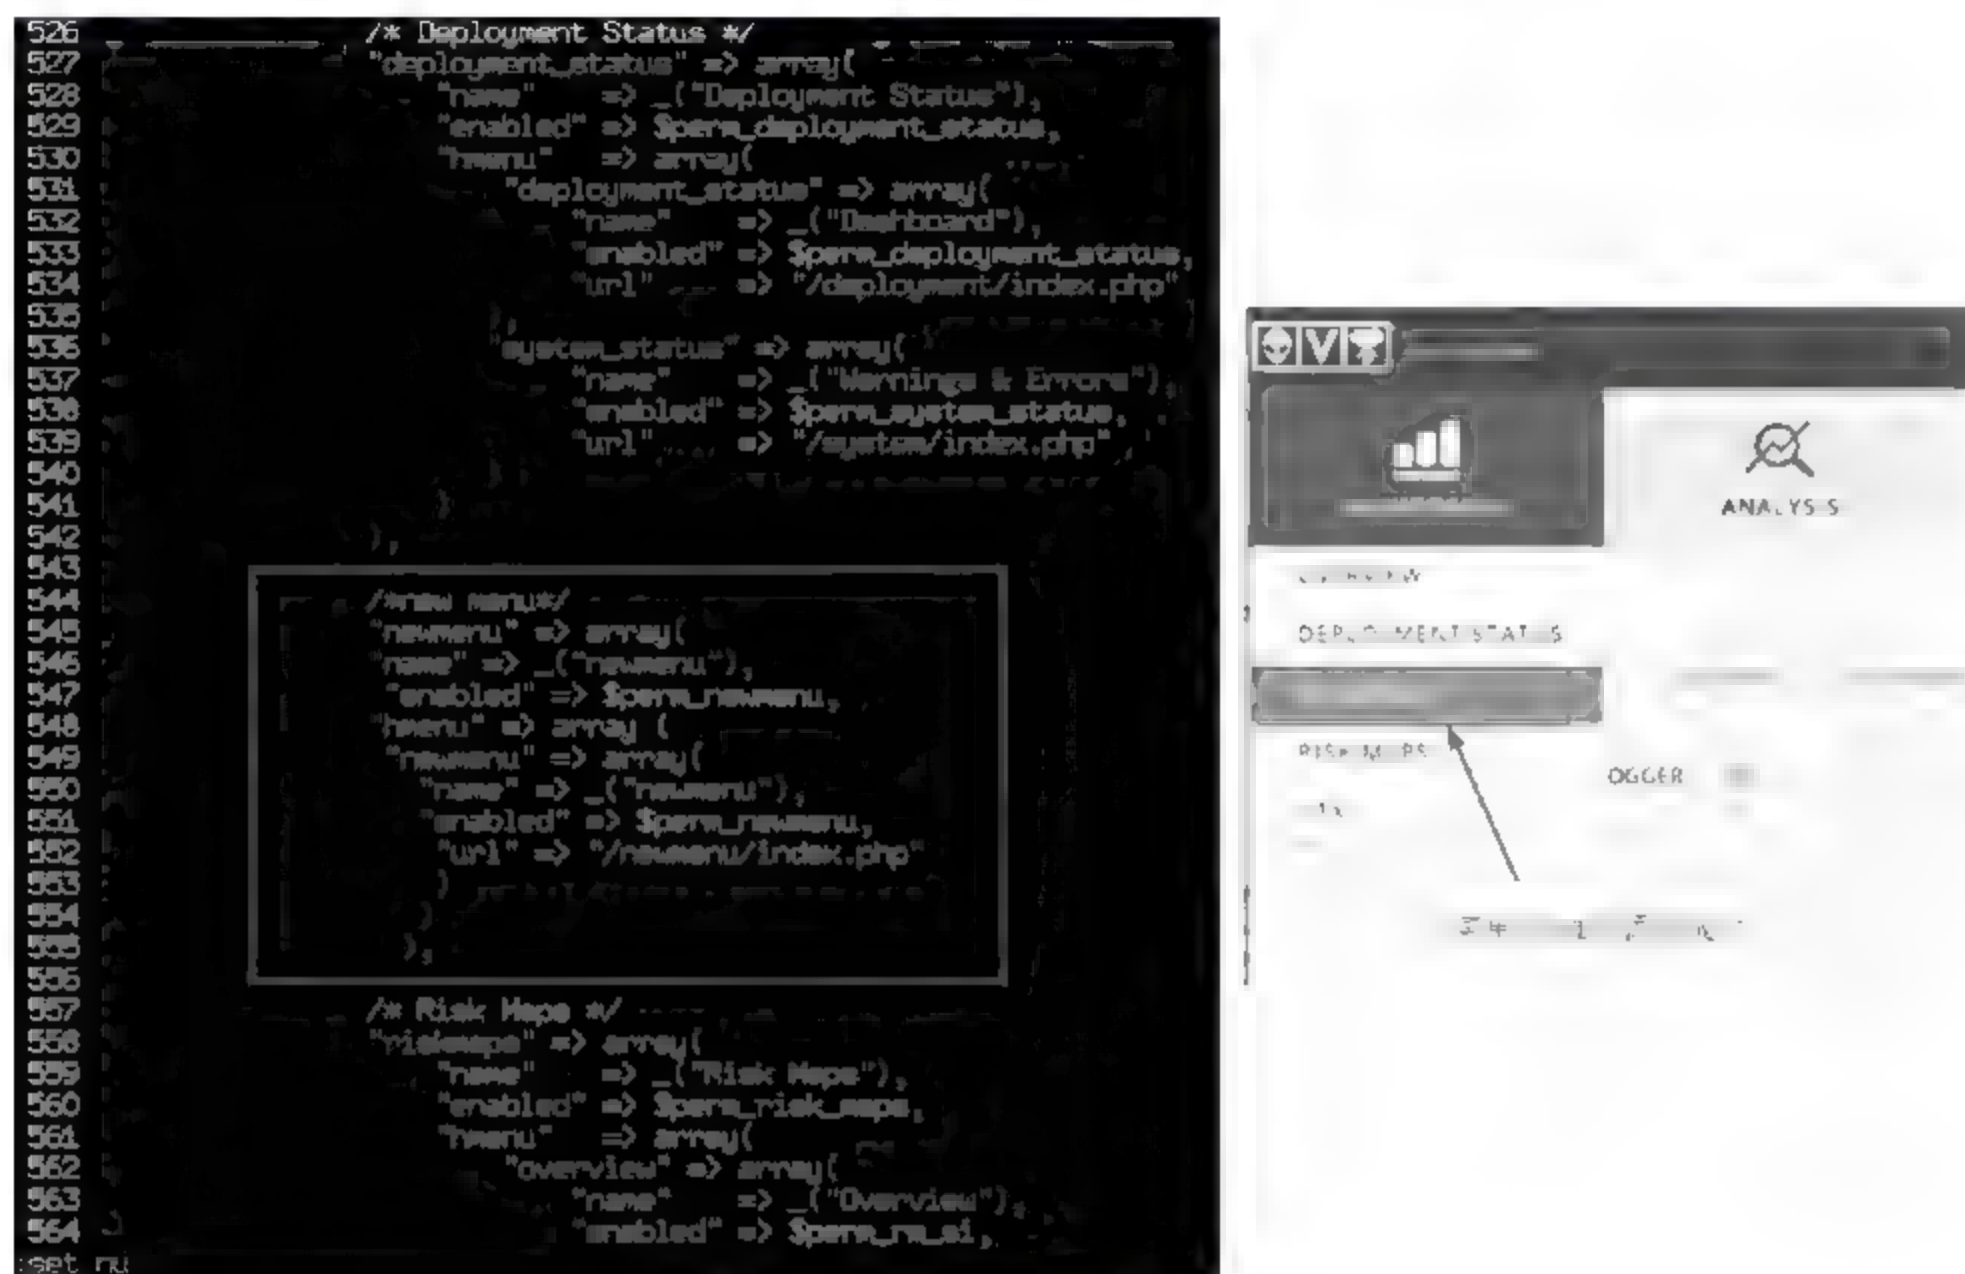 526 /* Deployment Status */
527 "deployment_status" => array(
528 "name" => _("Deployment Status"),
529 "enabled" => $perm_deployment_status,
530 "hmenu" => array(
531 "deployment_status" => array(
532 "name" => _("Dashboard"),
533 "enabled" => $perm_deployment_status,
534 "url" => "/deployment/index.php"
535 ),
536 "system_status" => array(
537 "name" => _("Warnings & Errors"),
538 "enabled" => $perm_system_status,
539 "url" => "/system/index.php"
540
541
542 ),
543
544 /*new menu*/
545 "newmenu" => array(
546 "name" => _("newmenu"),
547 "enabled" => $perm_newmenu,
548 "hmenu" => array (
549 "newmenu" => array(
550 "name" => _("newmenu"),
551 "enabled" => $perm_newmenu,
552 "url" => "/newmenu/index.php"
553 )
554 )
555 ),
556
557 /* Risk Maps */
558 "riskmaps" => array(
559 "name" => _("Risk Maps"),
560 "enabled" => $perm_risk_maps,
561 "hmenu" => array(
562 "overview" => array(
563 "name" => _("Overview"),
564 "enabled" => $perm_rm_si,
:set nu
ANALYSIS
DEPLOYMENT STATUS
RISK MAPS
OGGER